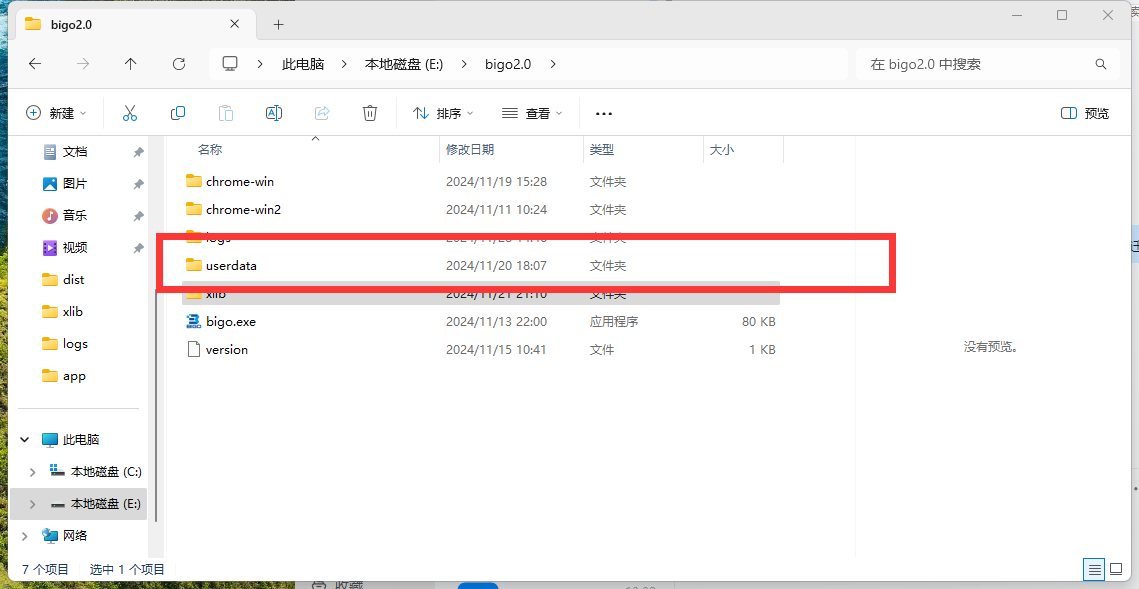 bigo2.0
此电脑 本地磁盘 (E:) bigo2.0
在 bigo2.0 中搜索
新建 排序 查看 ... 预览
文档
图片
音乐
视频
dist
xlib
logs
app
此电脑
本地磁盘 (C:)
本地磁盘 (E:)
网络
名称 修改日期 类型 大小
chrome-win 2024/11/19 15:28 文件夹
chrome-win2 2024/11/11 10:24 文件夹
logs 文件夹
userdata 2024/11/20 18:07 文件夹
xlib 2024/11/21 21:10 文件夹
bigo.exe 2024/11/13 22:00 应用程序 80 KB
version 2024/11/15 10:41 文件 1 KB
没有预览。
7 个项目 选中 1 个项目
收藏